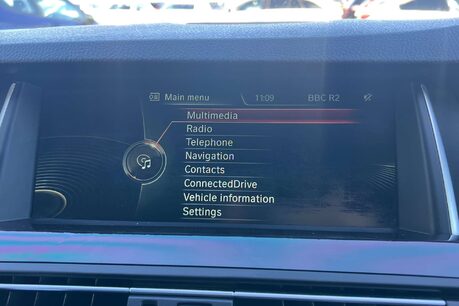 Main menu 11:09 BBC R2
Multimedia
Radio
Telephone
Navigation
Contacts
ConnectedDrive
Vehicle information
Settings